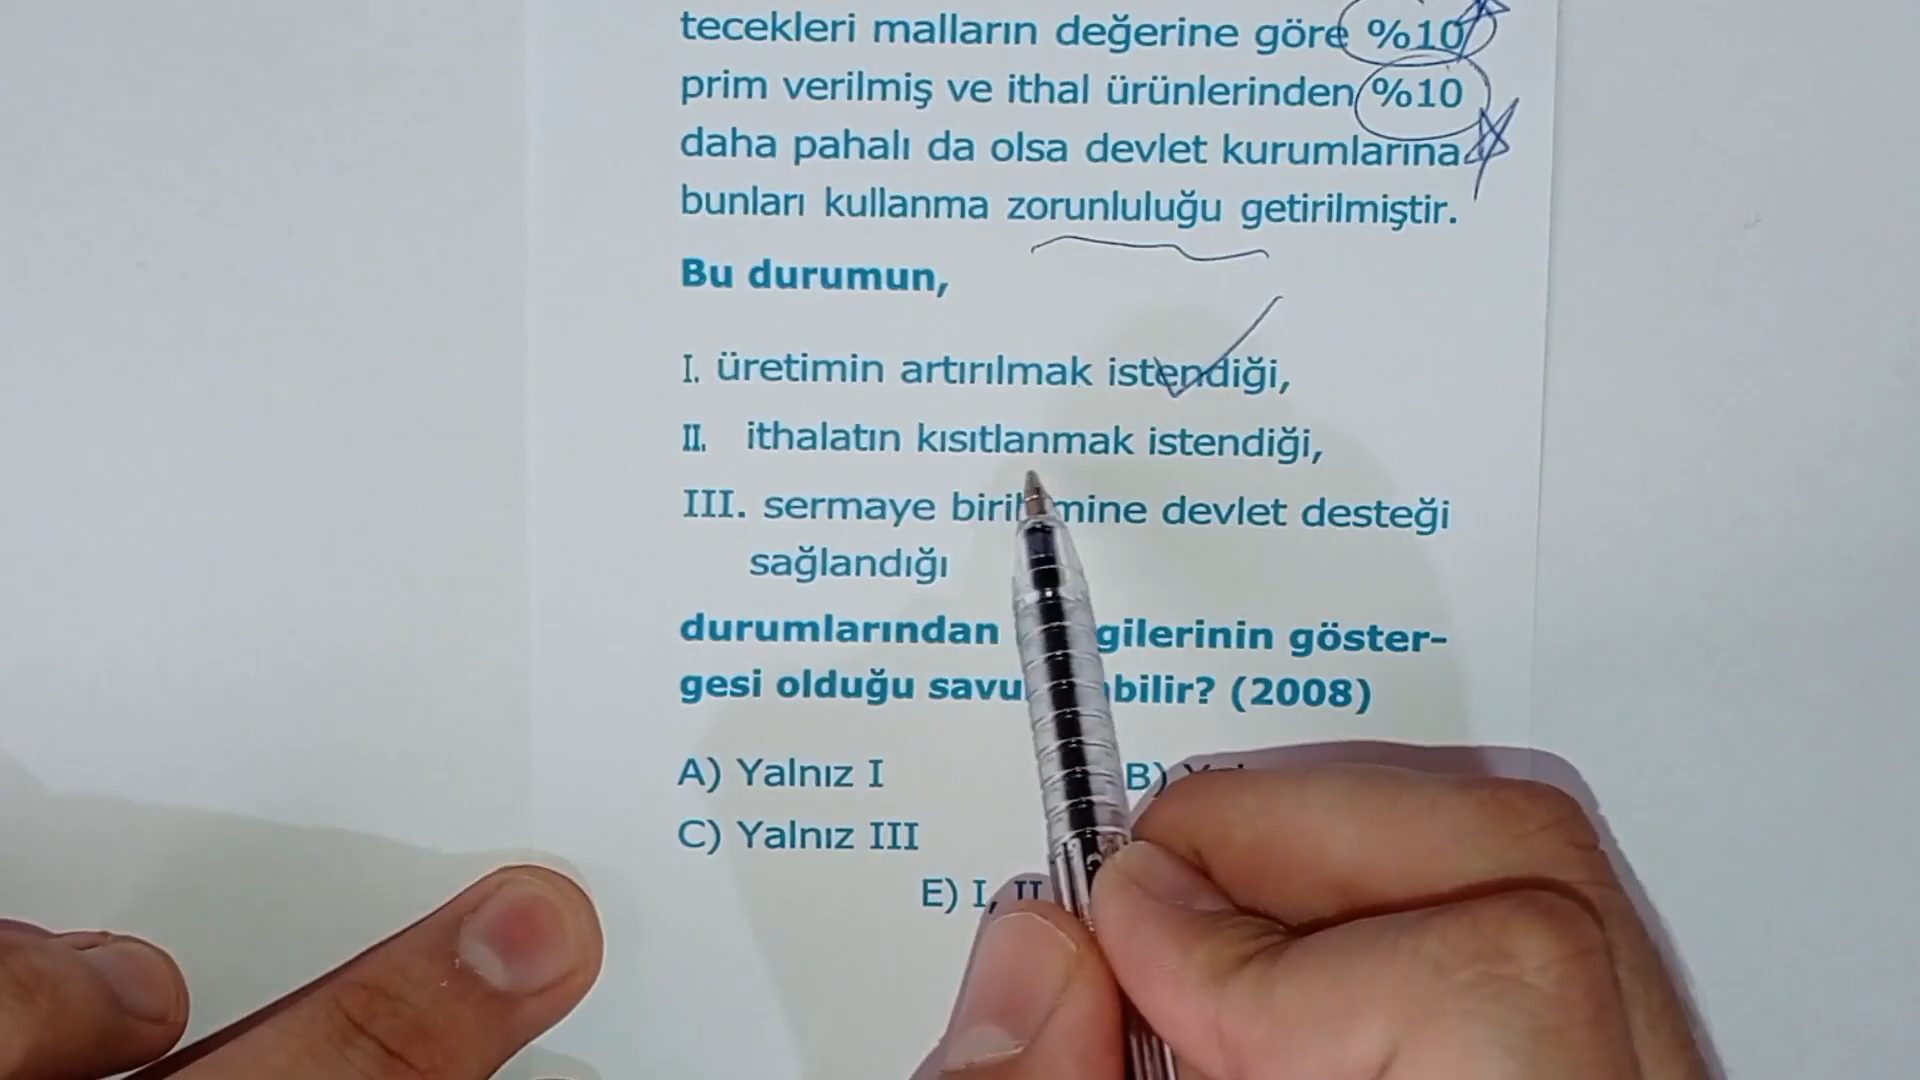 tecekleri malların değerine göre %10
prim verilmiş ve ithal ürünlerinden %10
daha pahalı da olsa devlet kurumlarına
bunları kullanma zorunluluğu getirilmiştir.
Bu durumun,
I. üretimin artırılmak istendiği,
II. ithalatın kısıtlanmak istendiği,
III. sermaye birikimine devlet desteği
sağlandığı
durumlarından gilerinin göster-
gesi olduğu savu bilir? (2008)
A) Yalnız I B)
C) Yalnız III
E) I, II